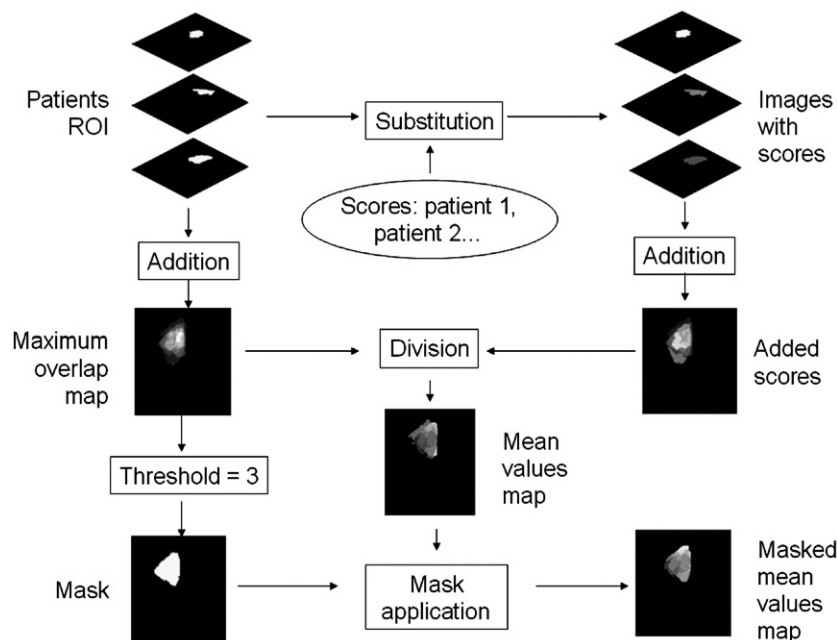 Patients
ROI
Substitution
Images
with
scores
Scores: patient 1,
patient 2...
Addition
Addition
Maximum
overlap
map
Division
Added
scores
Threshold = 3
Mean
values
map
Mask
Mask
application
Masked
mean
values
map